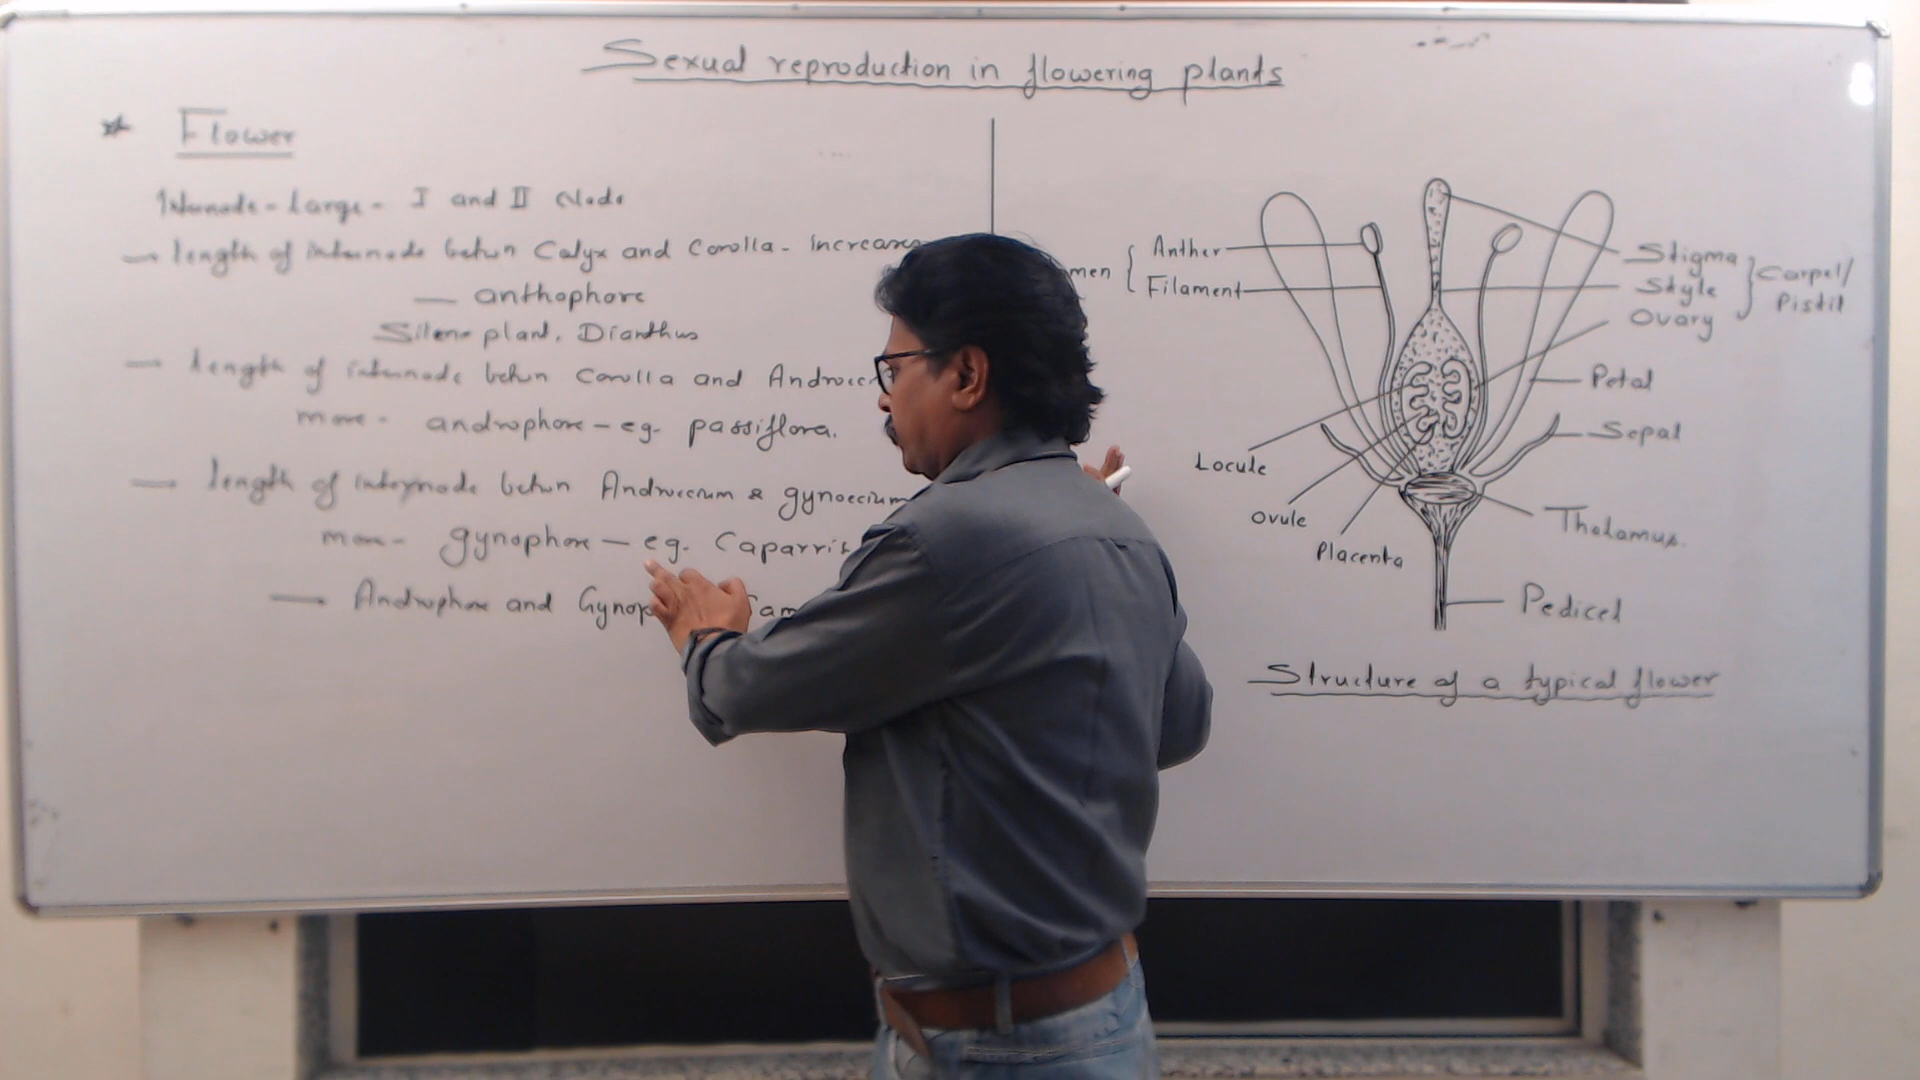 Sexual reproduction in flowering plants
* Flower
Internode - Large - I and II Node
— length of internode betwn Calyx and Corolla - increases
— anthophore
Silene plant, Dianthus
— length of internode betwn Corolla and Androec
more - androphore - eg. passiflora.
— length of internode betwn Androecium & gynoecium
more - gynophore — eg. Caparris
— Androphore and Gynop
men { Anther
Filament
Stigma
Style
Ovary
} Carpel/
Pistil
Petal
Sepal
Locule
Ovule
Placenta
Thalamus.
Pedicel
Structure of a typical flower